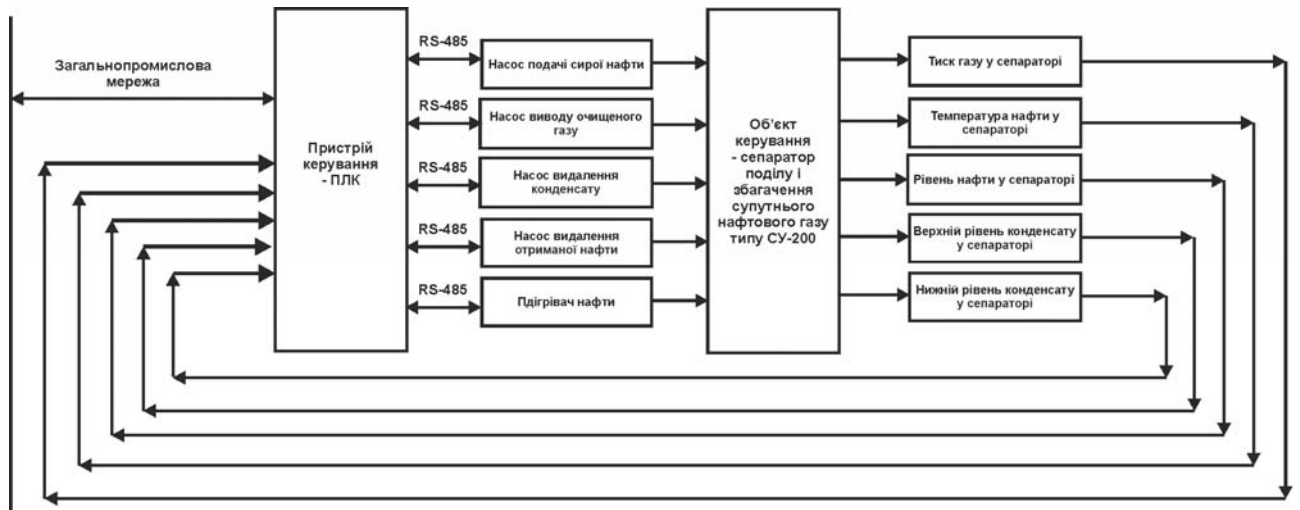 Загальнопромислова
мережа
Пристрій
керування
- ПЛК
RS-485
RS-485
RS-485
RS-485
RS-485
Насос подачі сирої нафти
Насос виводу очищеного
газу
Насос видалення
конденсату
Насос видалення
отриманої нафти
Пдігрівач нафти
Об'єкт
керування
- сепаратор
поділу і
збагачення
супутнього
нафтового газу
типу СУ-200
Тиск газу у сепараторі
Температура нафти у
сепараторі
Рівень нафти у сепараторі
Верхній рівень конденсату
у сепараторі
Нижній рівень конденсату
у сепараторі